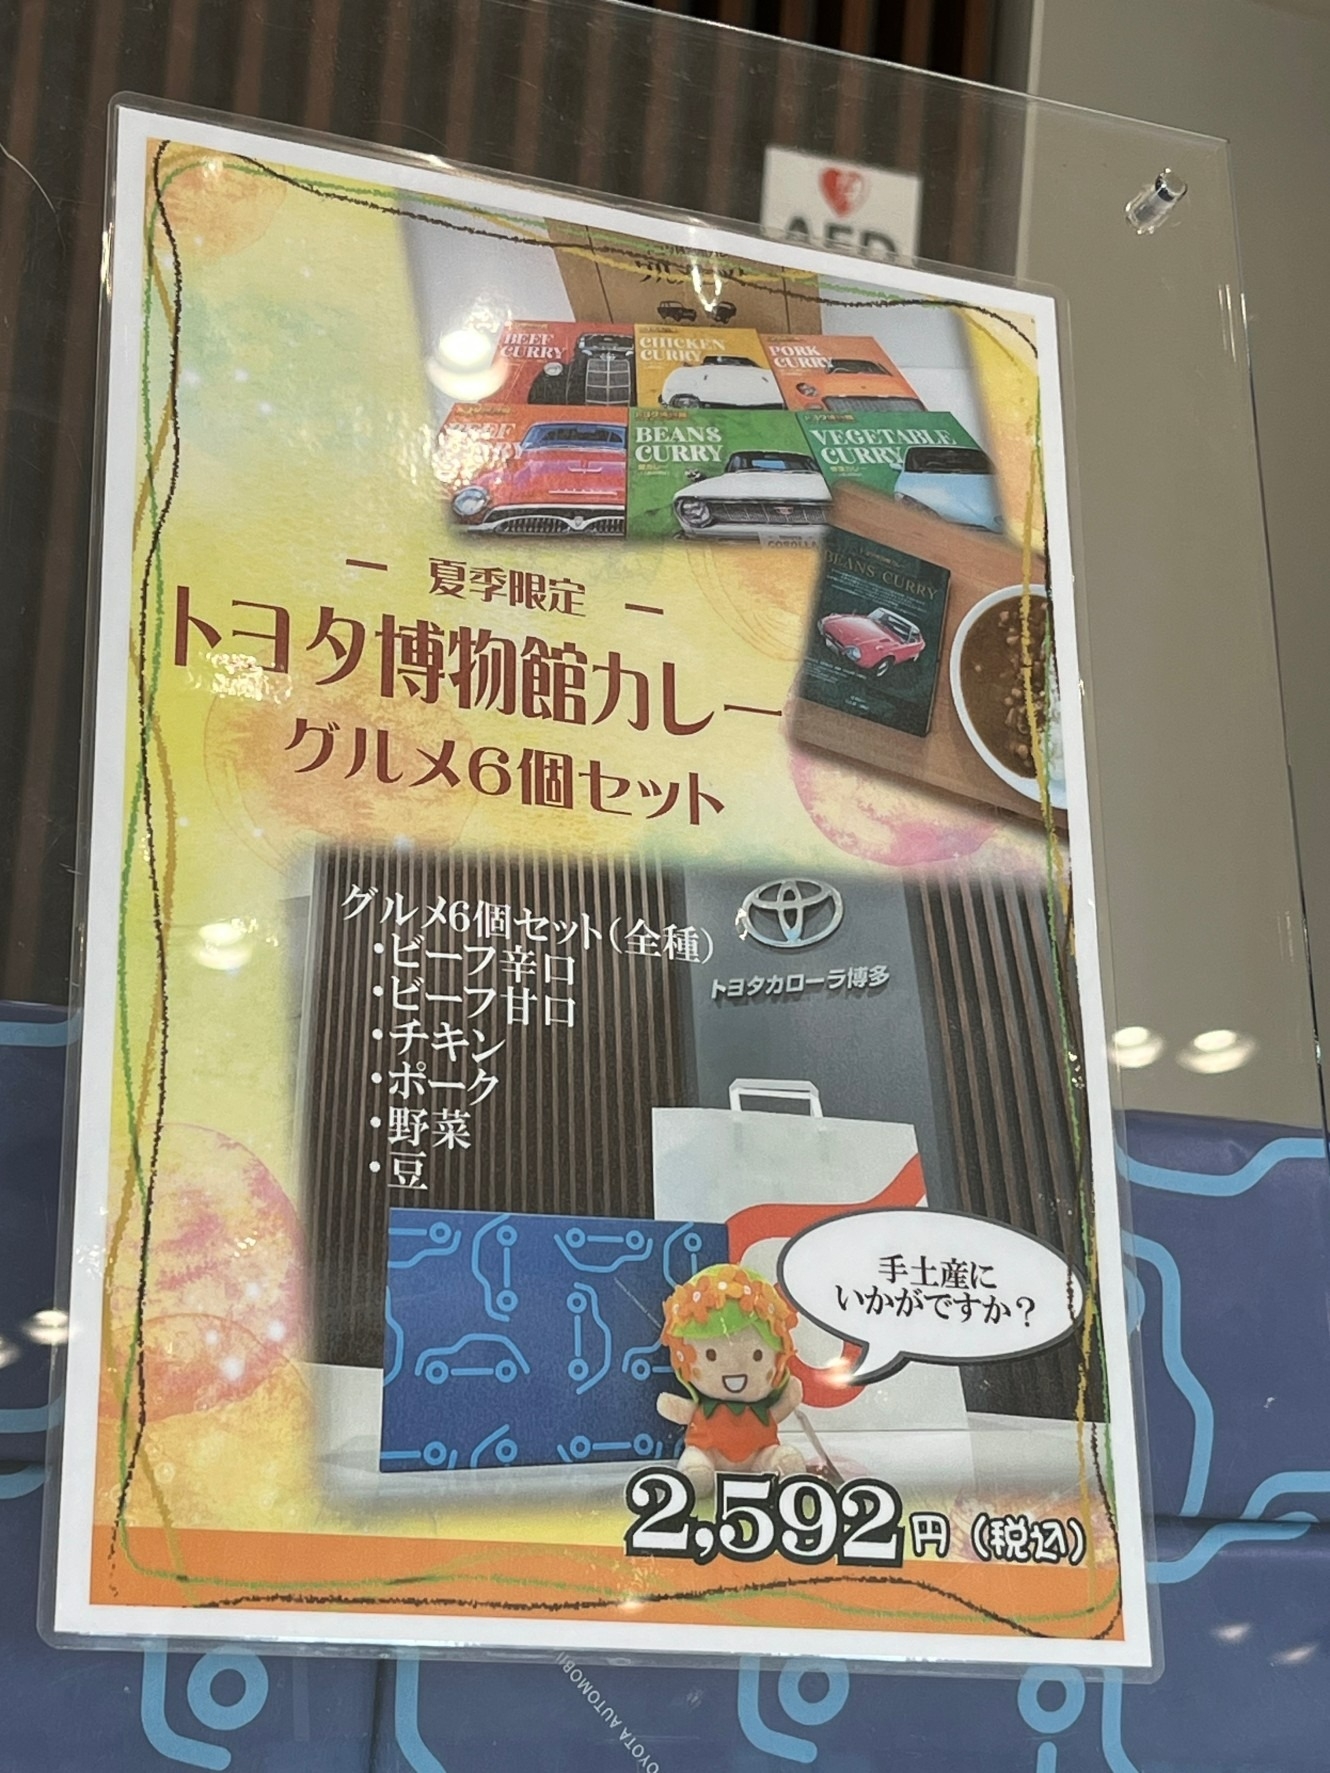 AED
BEEF
CURRY
CHICKEN
CURRY
PORK
CURRY
BEEF
CURRY
BEANS
CURRY
VEGETABLE
CURRY
COROLLA
BEANS CURRY
ー 夏季限定 ー
トヨタ博物館カレー
グルメ6個セット
グルメ6個セット(全種)
・ビーフ辛口
・ビーフ甘口
・チキン
・ポーク
・野菜
・豆
トヨタカローラ博多
手土産に
いかがですか？
2,592円(税込)
TOYOTA AUTOMOBIL